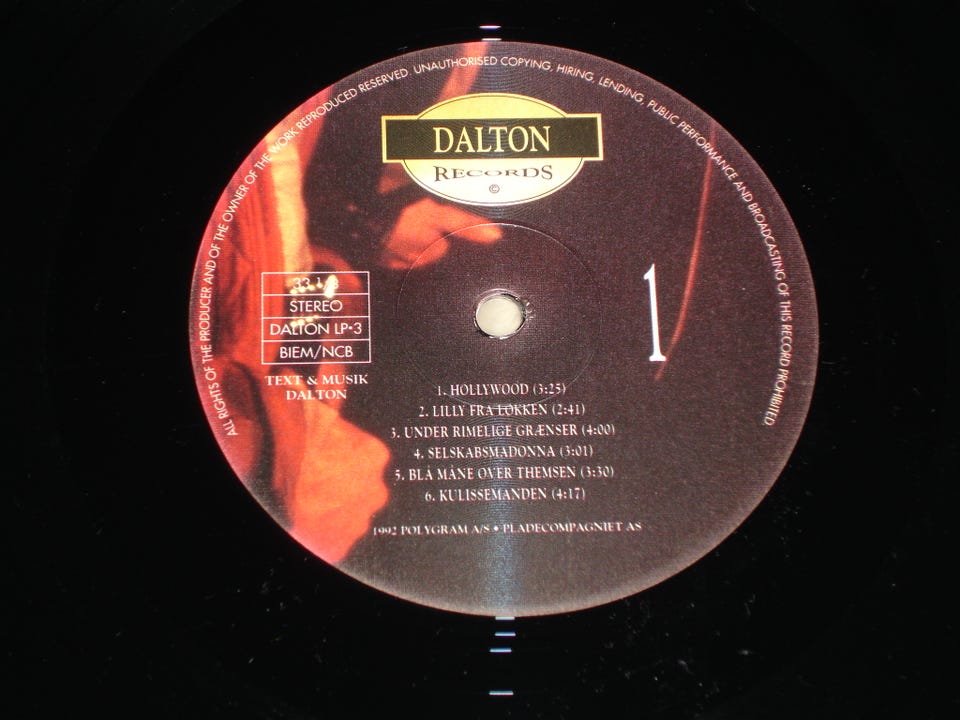 ALL RIGHTS OF THE PRODUCER AND OF THE OWNER OF THE WORK REPRODUCED RESERVED. UNAUTHORISED COPYING, HIRING, LENDING, PUBLIC PERFORMANCE AND BROADCASTING OF THIS RECORD PROHIBITED
DALTON
RECORDS
©
33 1/3
STEREO
DALTON LP•3
BIEM/NCB
TEXT & MUSIK
DALTON
1
1. HOLLYWOOD (3:25)
2. LILLY FRA LØKKEN (2:41)
3. UNDER RIMELIGE GRÆNSER (4:00)
4. SELSKABSMADONNA (3:01)
5. BLÅ MÅNE OVER THEMSEN (3:30)
6. KULISSEMANDEN (4:17)
1992 POLYGRAM A/S • PLADECOMPAGNIET AS